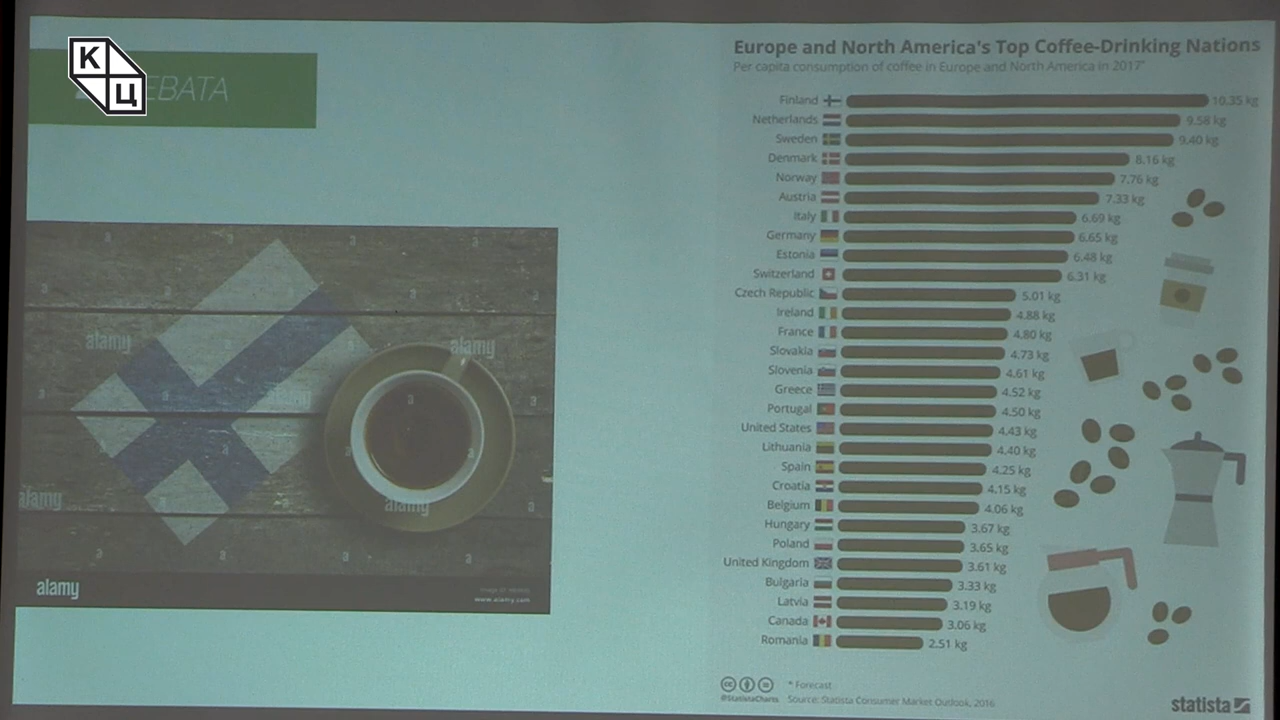 К
Ц
ЕВАТА
Europe and North America's Top Coffee-Drinking Nations
Per capita consumption of coffee in Europe and North America in 2017*
Finland 10.35 kg
Netherlands 9.58 kg
Sweden 9.40 kg
Denmark 8.16 kg
Norway 7.76 kg
Austria 7.33 kg
Italy 6.69 kg
Germany 6.65 kg
Estonia 6.48 kg
Switzerland 6.31 kg
Czech Republic 5.01 kg
Ireland 4.88 kg
France 4.80 kg
Slovakia 4.73 kg
Slovenia 4.61 kg
Greece 4.52 kg
Portugal 4.50 kg
United States 4.43 kg
Lithuania 4.40 kg
Spain 4.25 kg
Croatia 4.15 kg
Belgium 4.06 kg
Hungary 3.67 kg
Poland 3.65 kg
United Kingdom 3.61 kg
Bulgaria 3.33 kg
Latvia 3.19 kg
Canada 3.06 kg
Romania 2.51 kg
* Forecast
@StatistaCharts Source: Statista Consumer Market Outlook, 2016
statista
alamy
alamy
alamy
alamy
alamy
www.alamy.com